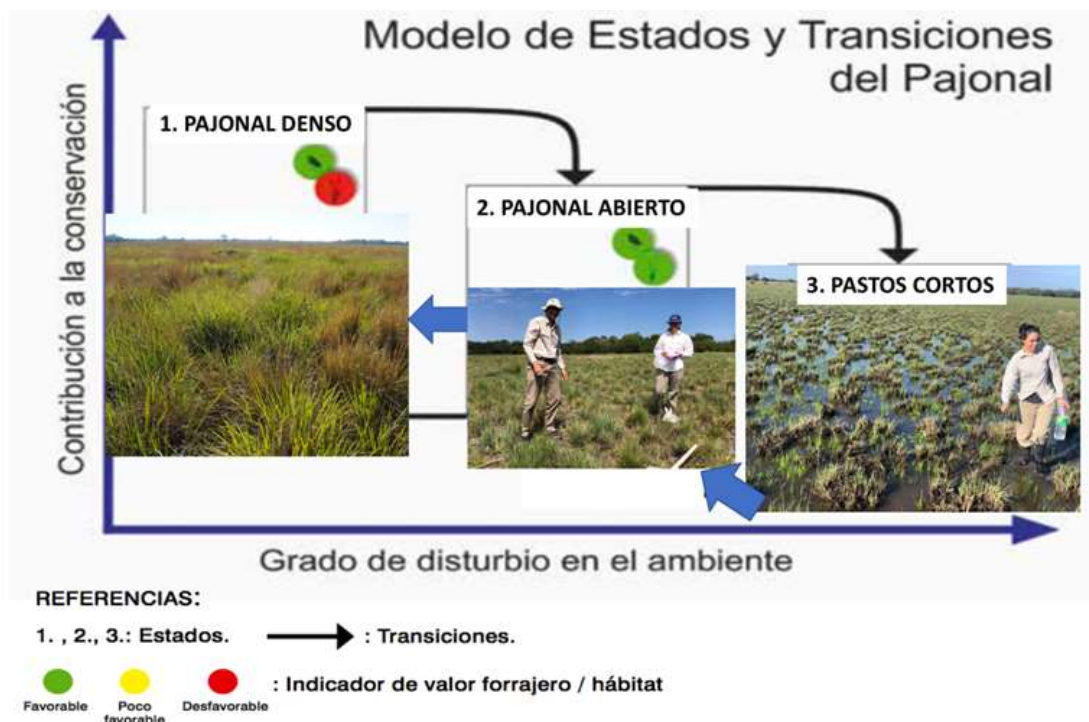 Modelo de Estados y Transiciones
del Pajonal
Contribución a la conservación
1. PAJONAL DENSO
2. PAJONAL ABIERTO
3. PASTOS CORTOS
Grado de disturbio en el ambiente
REFERENCIAS:
1. , 2., 3.: Estados.
: Transiciones.
: Indicador de valor forrajero / hábitat
Favorable
Poco
favorable
Desfavorable